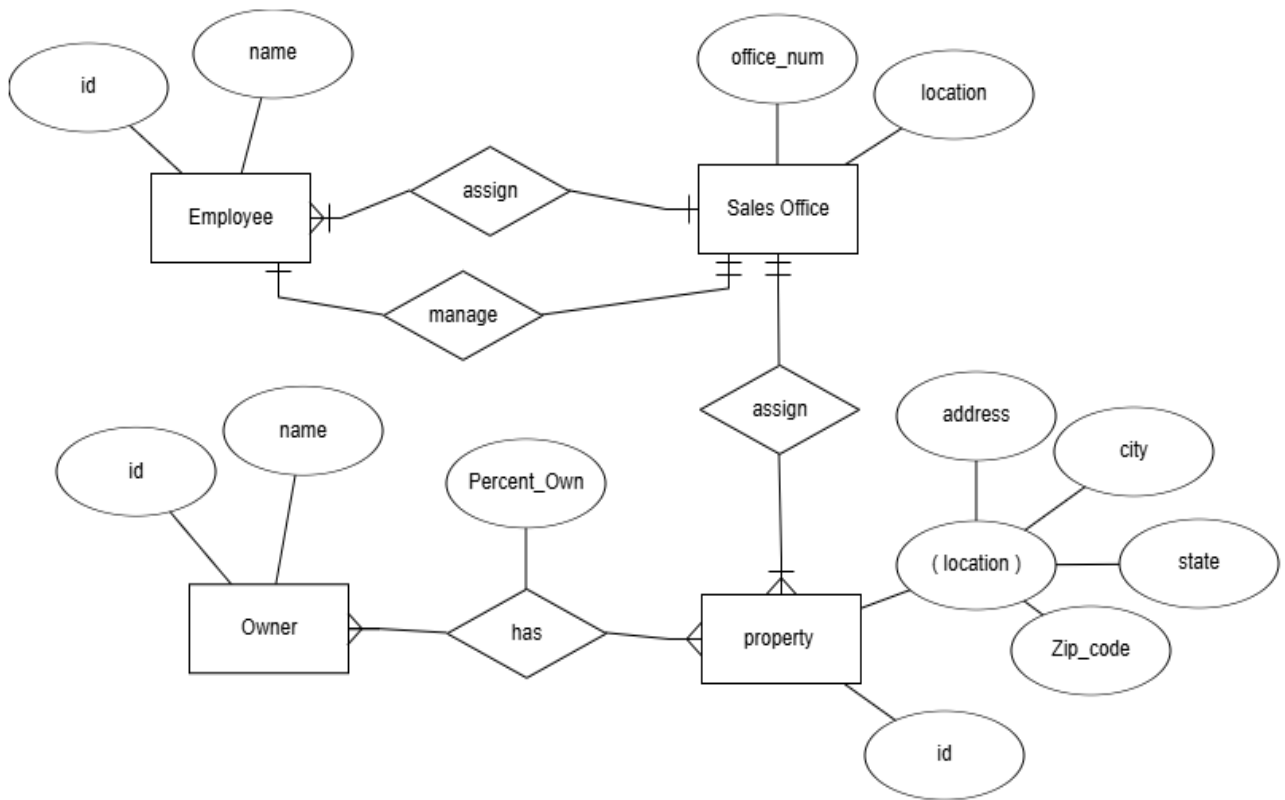 name
id
office_num
location
assign
Employee
Sales Office
manage
assign
address
name
city
id
Percent_Own
( location )
state
Owner
has
property
Zip_code
id